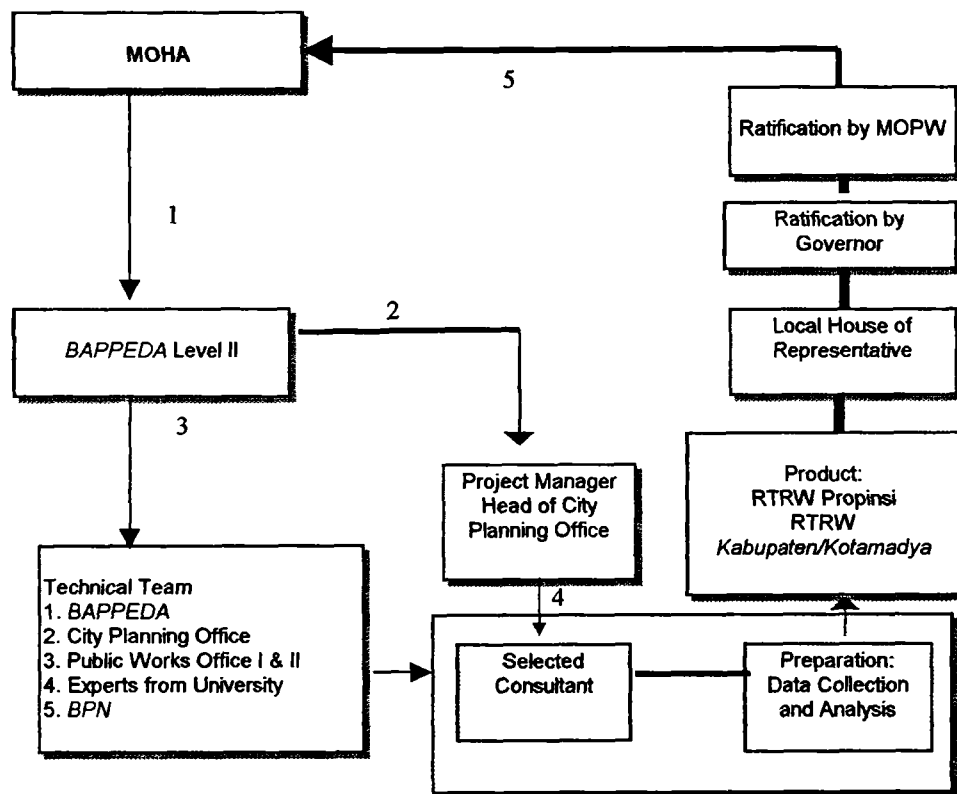 MOHA
5
Ratification by MOPW
1
Ratification by
Governor
2
BAPPEDA Level II
Local House of
Representative
3
Project Manager
Head of City
Planning Office
Product:
RTRW Propinsi
RTRW
Kabupaten/Kotamadya
Technical Team
1. BAPPEDA
2. City Planning Office
3. Public Works Office I & II
4. Experts from University
5. BPN
4
Selected
Consultant
Preparation:
Data Collection
and Analysis